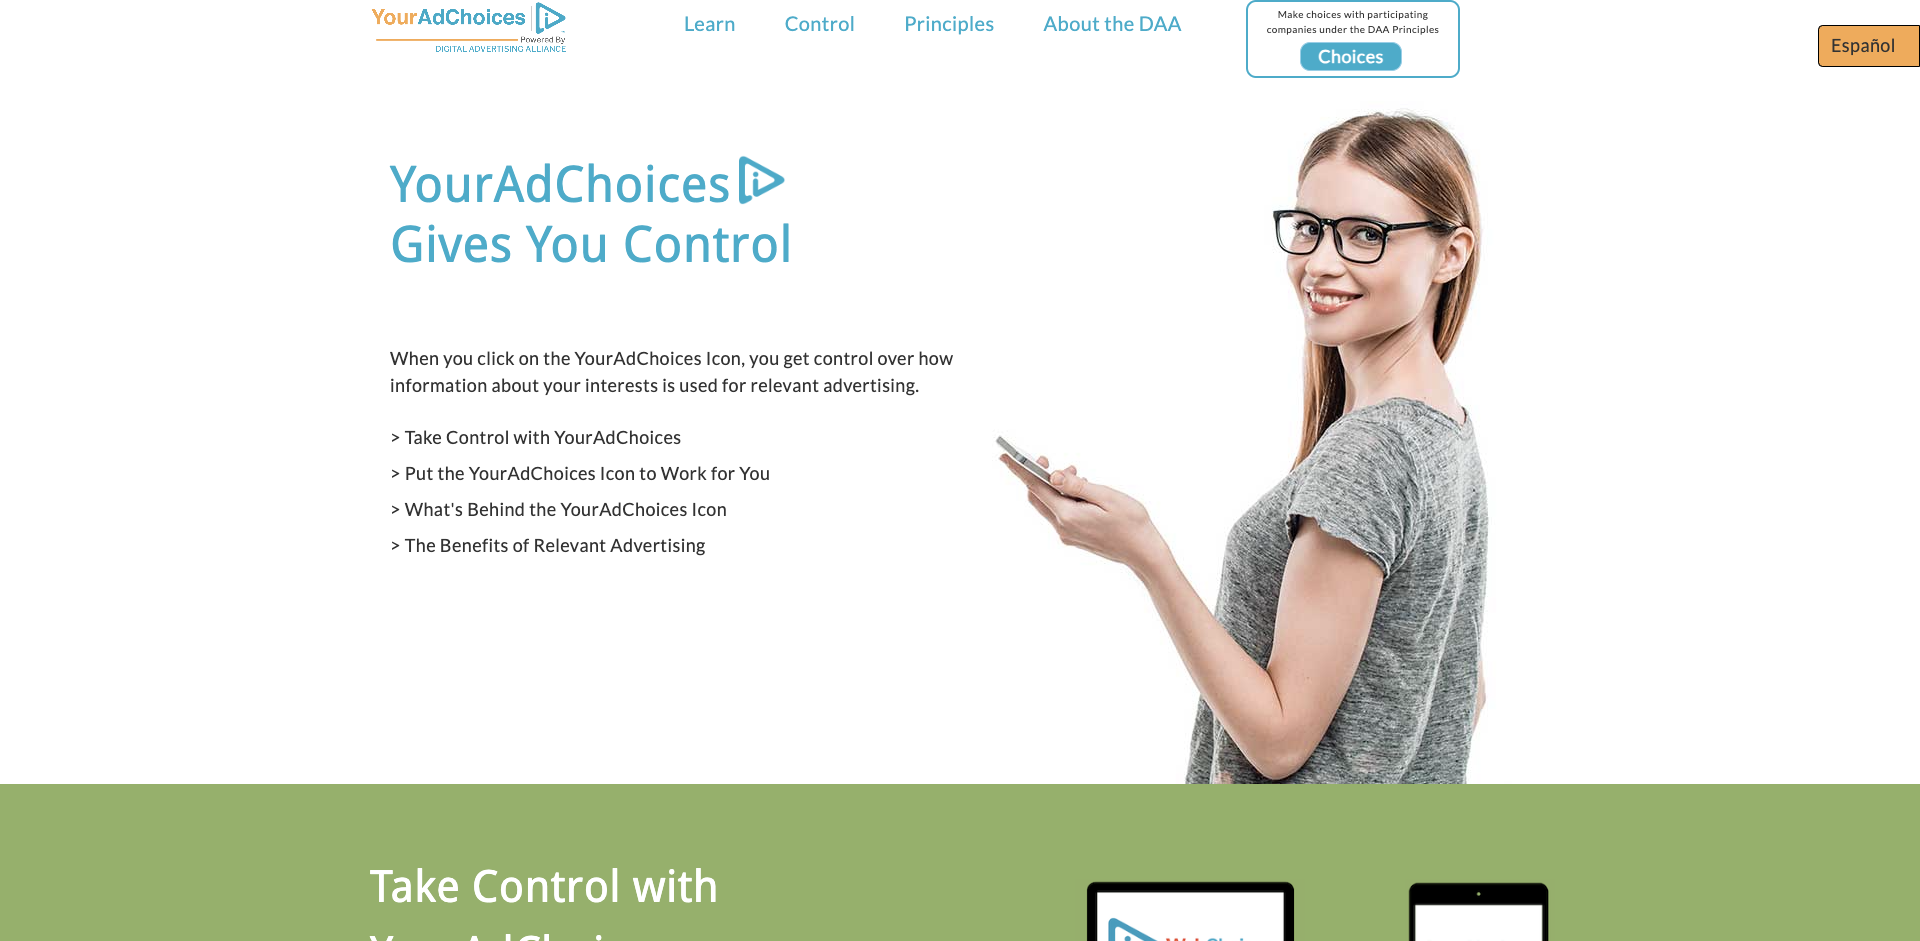 YourAdChoices
Powered By
DIGITAL ADVERTISING ALLIANCE
Learn
Control
Principles
About the DAA
Make choices with participating
companies under the DAA Principles
Choices
Español
YourAdChoices
Gives You Control
When you click on the YourAdChoices Icon, you get control over how
information about your interests is used for relevant advertising.
> Take Control with YourAdChoices
> Put the YourAdChoices Icon to Work for You
> What's Behind the YourAdChoices Icon
> The Benefits of Relevant Advertising
Take Control with